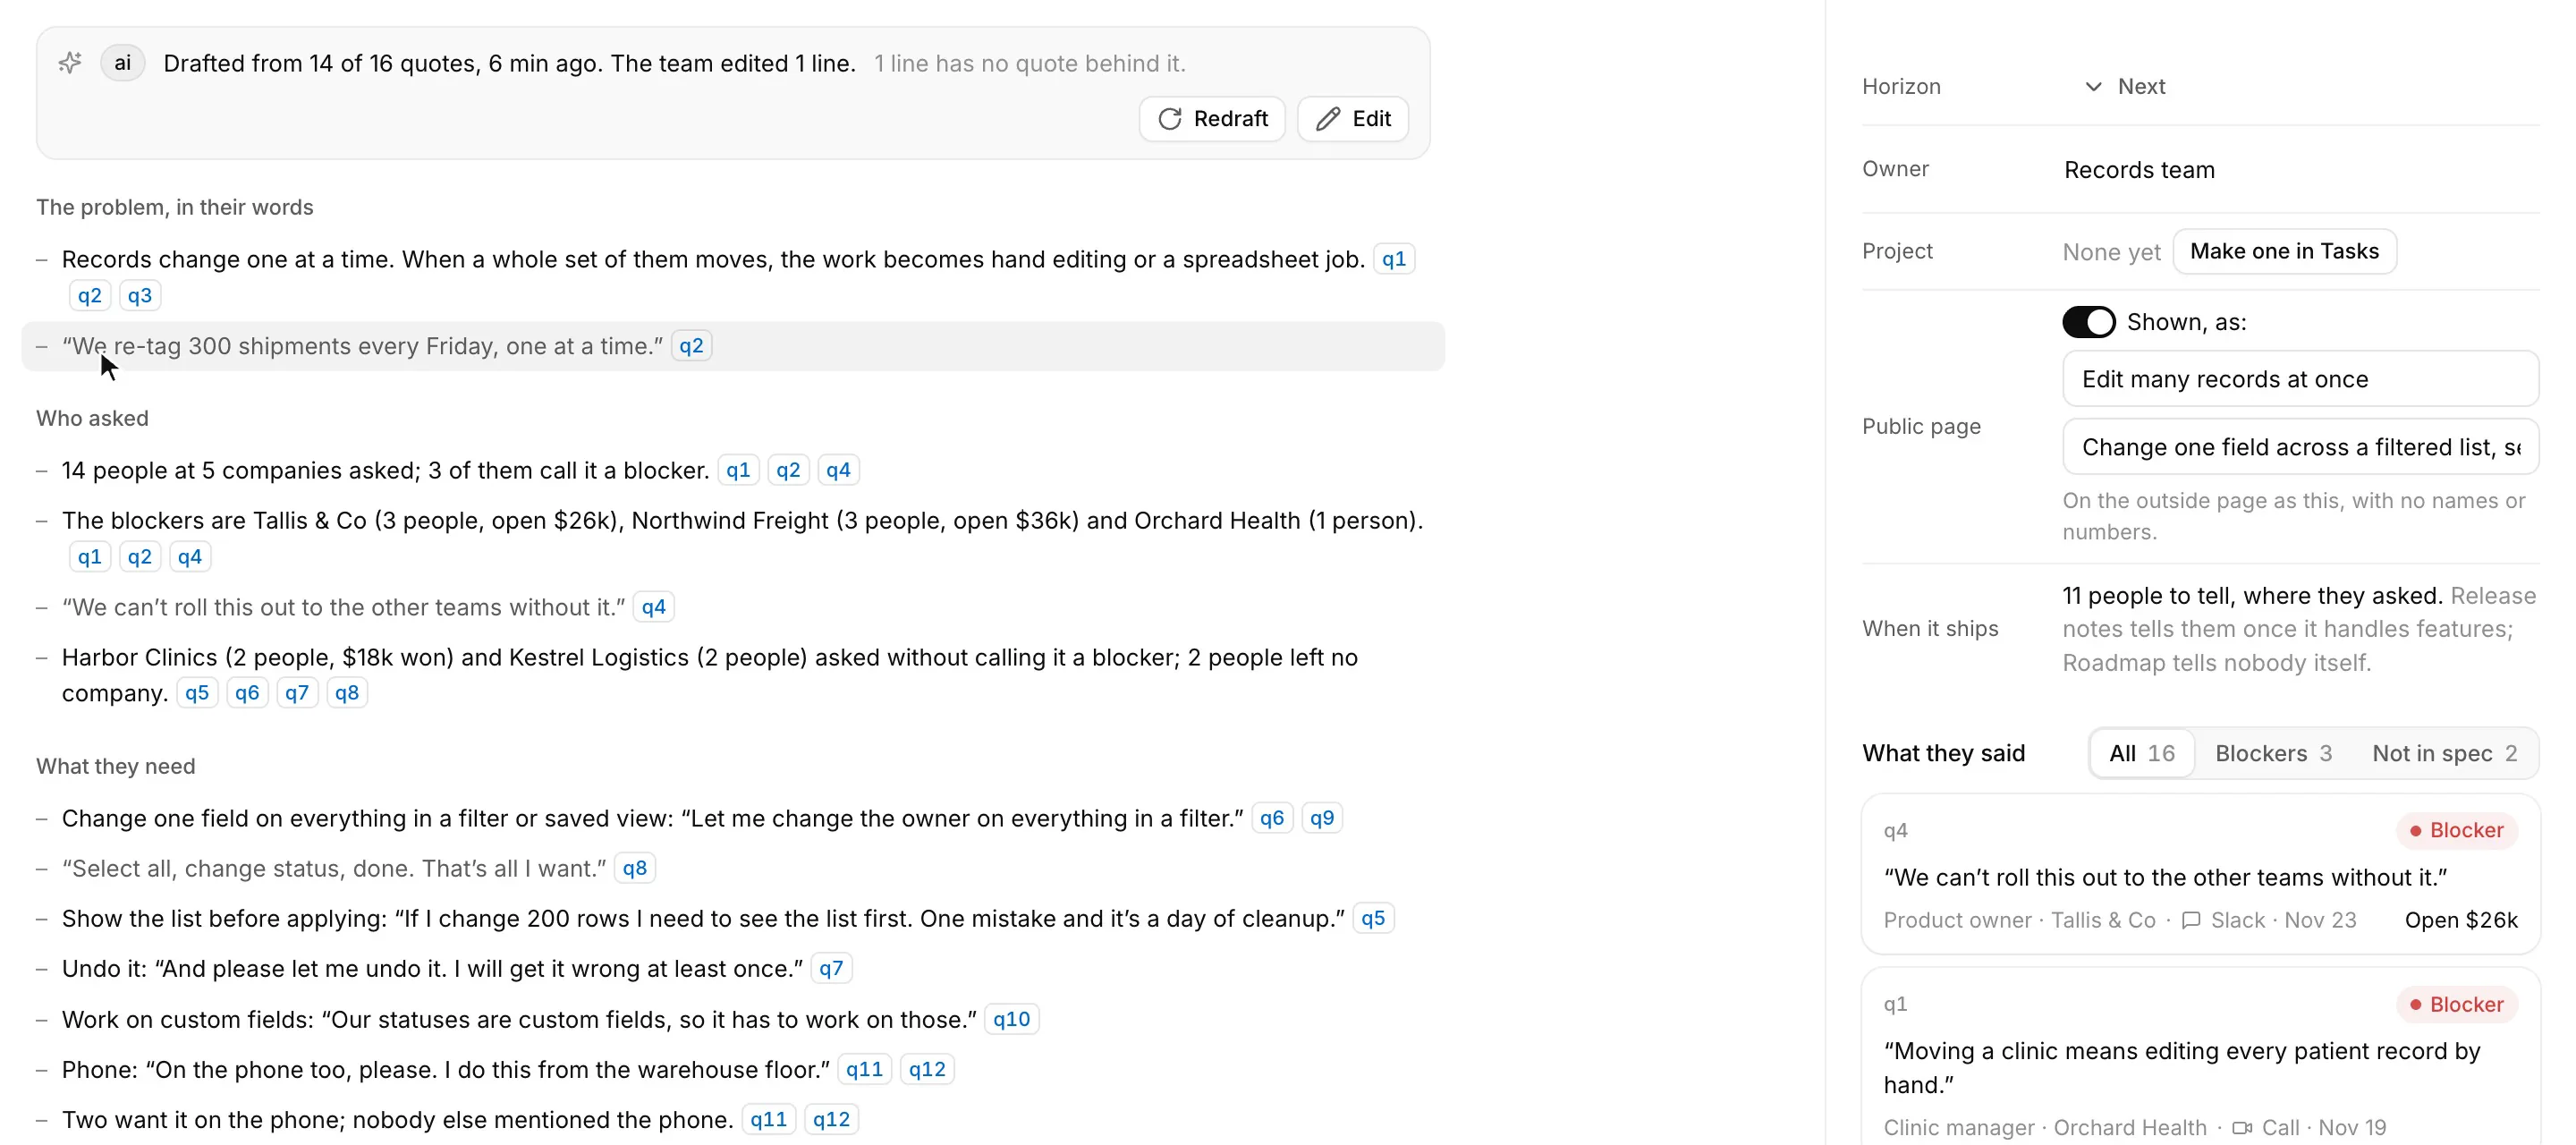 ai Drafted from 14 of 16 quotes, 6 min ago. The team edited 1 line. 1 line has no quote behind it.
Redraft Edit
The problem, in their words
– Records change one at a time. When a whole set of them moves, the work becomes hand editing or a spreadsheet job. q1
q2 q3
– “We re-tag 300 shipments every Friday, one at a time.” q2
Who asked
– 14 people at 5 companies asked; 3 of them call it a blocker. q1 q2 q4
– The blockers are Tallis & Co (3 people, open $26k), Northwind Freight (3 people, open $36k) and Orchard Health (1 person).
q1 q2 q4
– “We can’t roll this out to the other teams without it.” q4
– Harbor Clinics (2 people, $18k won) and Kestrel Logistics (2 people) asked without calling it a blocker; 2 people left no
company. q5 q6 q7 q8
What they need
– Change one field on everything in a filter or saved view: “Let me change the owner on everything in a filter.” q6 q9
– “Select all, change status, done. That’s all I want.” q8
– Show the list before applying: “If I change 200 rows I need to see the list first. One mistake and it’s a day of cleanup.” q5
– Undo it: “And please let me undo it. I will get it wrong at least once.” q7
– Work on custom fields: “Our statuses are custom fields, so it has to work on those.” q10
– Phone: “On the phone too, please. I do this from the warehouse floor.” q11 q12
– Two want it on the phone; nobody else mentioned the phone. q11 q12
Horizon Next
Owner Records team
Project None yet Make one in Tasks
Public page
Shown, as:
Edit many records at once
Change one field across a filtered list, se
On the outside page as this, with no names or
numbers.
When it ships
11 people to tell, where they asked. Release
notes tells them once it handles features;
Roadmap tells nobody itself.
What they said All 16 Blockers 3 Not in spec 2
q4 Blocker
“We can’t roll this out to the other teams without it.”
Product owner · Tallis & Co · Slack · Nov 23 Open $26k
q1 Blocker
“Moving a clinic means editing every patient record by
hand.”
Clinic manager · Orchard Health · Call · Nov 19